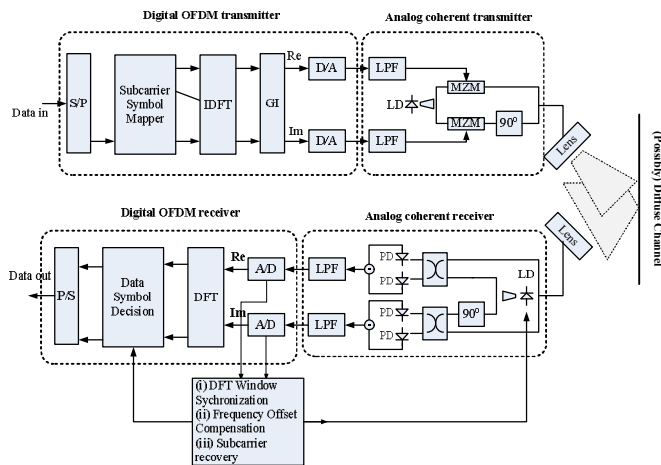 Digital OFDM transmitter
Analog coherent transmitter
Data in
S/P
Subcarrier
Symbol
Mapper
IDFT
GI
Re
Im
D/A
D/A
LPF
LPF
LD
MZM
MZM
90°
Lens
(Possibly) Diffuse Channel
Digital OFDM receiver
Analog coherent receiver
Data out
P/S
Data
Symbol
Decision
DFT
Re
Im
A/D
A/D
LPF
LPF
PD
PD
PD
PD
90°
LD
Lens
(i) DFT Window
Sychronization
(ii) Frequency Offset
Compensation
(iii) Subcarrier
recovery